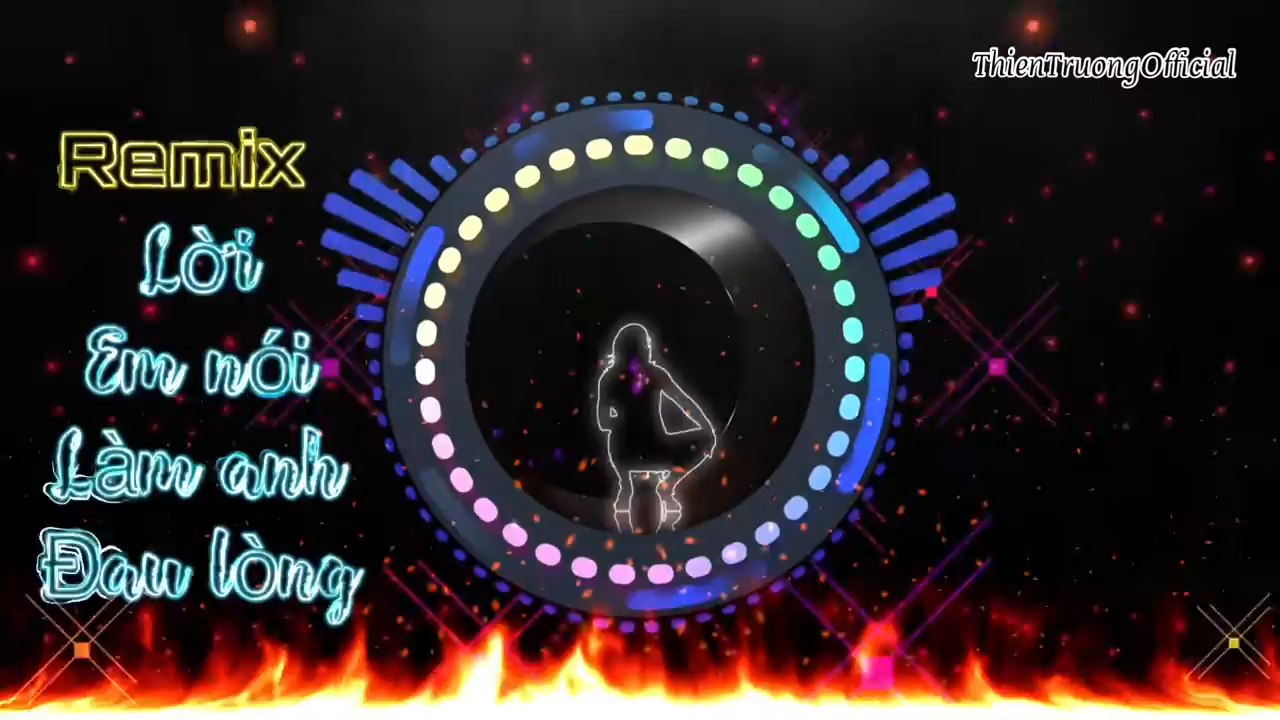 ThienTruongOfficial
Remix
Lời
Em nói
Làm anh
Đau lòng